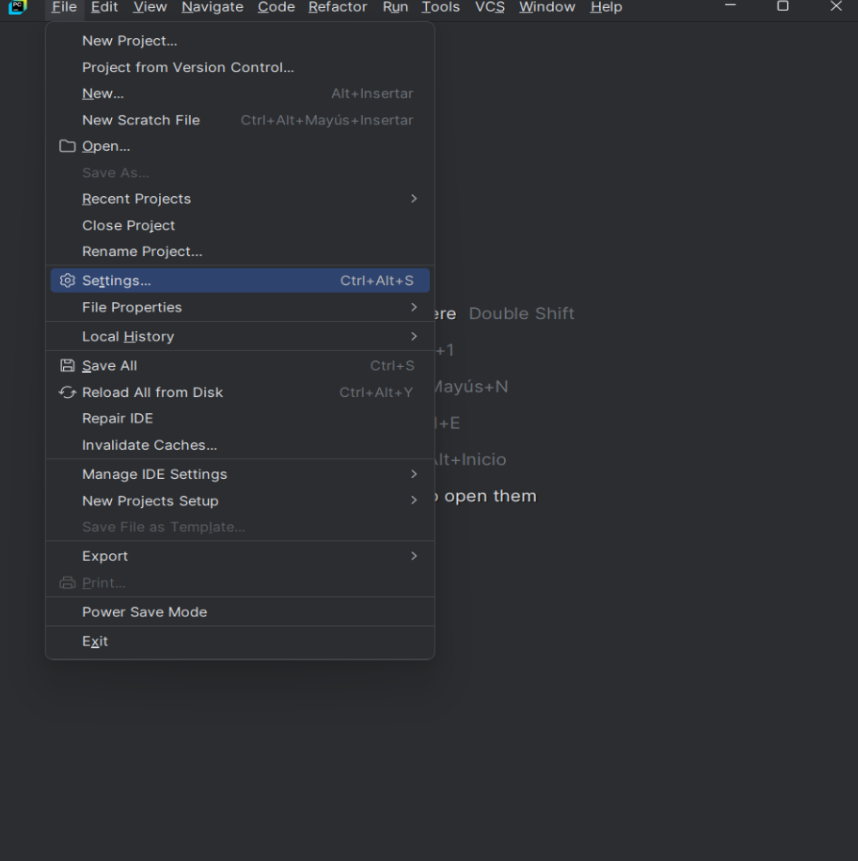 PC
File Edit View Navigate Code Refactor Run Tools VCS Window Help
New Project...
Project from Version Control...
New... Alt+Insertar
New Scratch File Ctrl+Alt+Mayús+Insertar
Open...
Save As...
Recent Projects
Close Project
Rename Project...
Settings... Ctrl+Alt+S
File Properties
Local History
Save All Ctrl+S
Reload All from Disk Ctrl+Alt+Y
Repair IDE
Invalidate Caches...
Manage IDE Settings
New Projects Setup
Save File as Template...
Export
Print...
Power Save Mode
Exit
Double Shift
+1
Mayús+N
+E
Alt+Inicio
open them